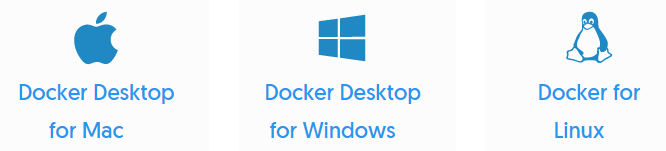 Docker Desktop
for Mac
Docker Desktop
for Windows
Docker for
Linux